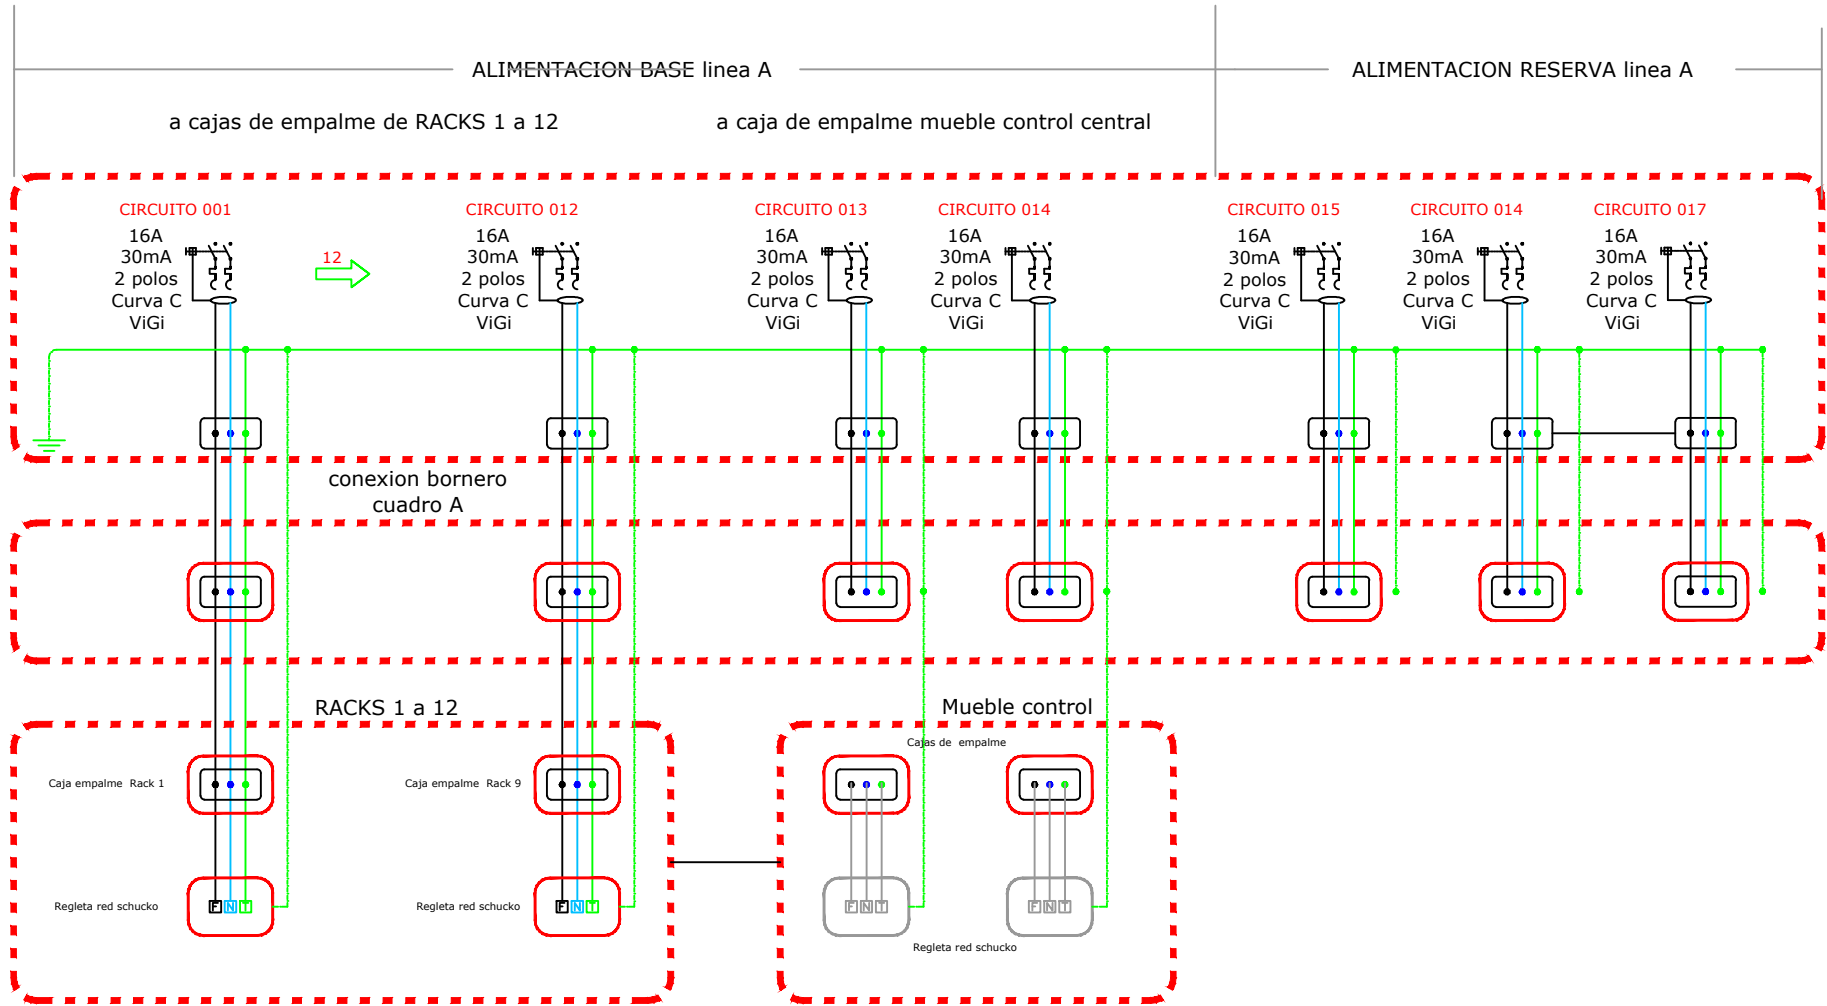 ALIMENTACION BASE linea A
ALIMENTACION RESERVA linea A
a cajas de empalme de RACKS 1 a 12
a caja de empalme mueble control central
CIRCUITO 001
16A
30mA
2 polos
Curva C
ViGi
12
CIRCUITO 012
16A
30mA
2 polos
Curva C
ViGi
CIRCUITO 013
16A
30mA
2 polos
Curva C
ViGi
CIRCUITO 014
16A
30mA
2 polos
Curva C
ViGi
CIRCUITO 015
16A
30mA
2 polos
Curva C
ViGi
CIRCUITO 014
16A
30mA
2 polos
Curva C
ViGi
CIRCUITO 017
16A
30mA
2 polos
Curva C
ViGi
conexion bornero
cuadro A
RACKS 1 a 12
Mueble control
Cajas de empalme
Caja empalme Rack 1
Caja empalme Rack 9
Regleta red schucko
F N T
Regleta red schucko
F N T
F N T
F N T
Regleta red schucko